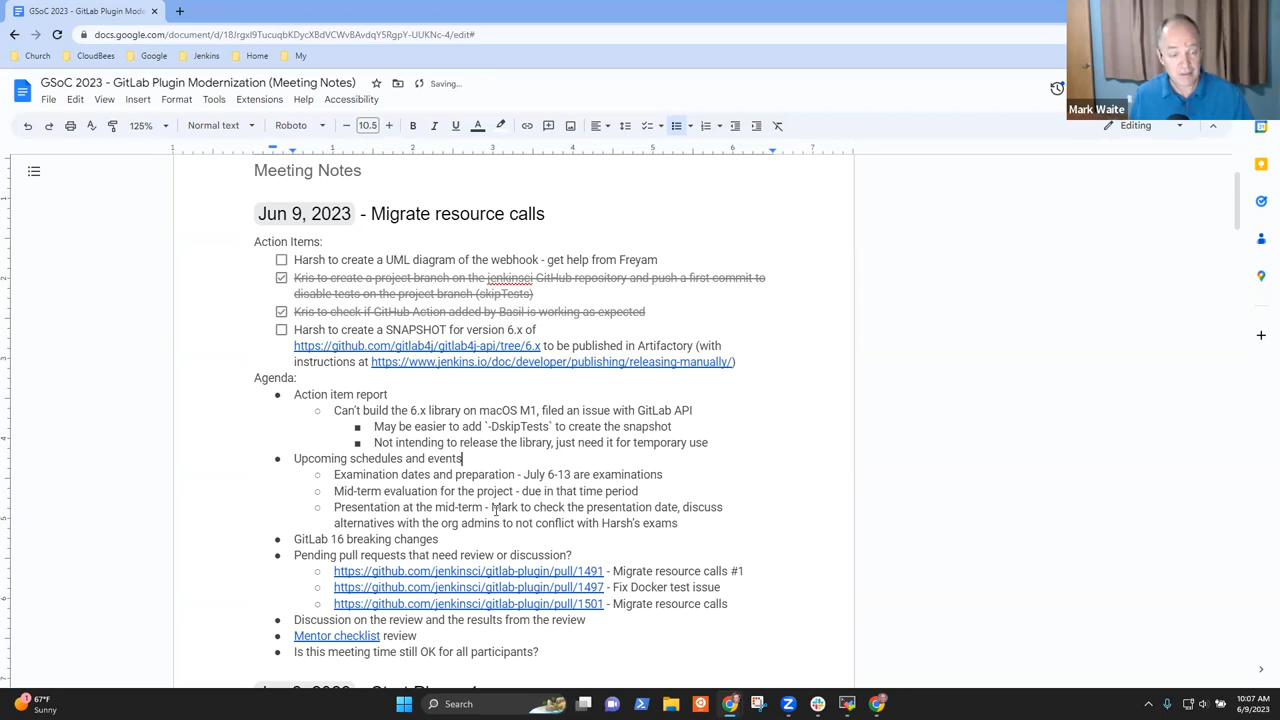 GSoC 2023 - GitLab Plugin Mode
docs.google.com/document/d/18Jrgxl9TucuqbKDycXBdVCWvBAvdqY5RgpY-UUKNc-4/edit#
Church CloudBees Google Jenkins Home My
GSOC 2023 - GitLab Plugin Modernization (Meeting Notes) Saving...
File Edit View Insert Format Tools Extensions Help Accessibility
Mark Waite
125% Normal text Roboto 10.5 Editing
1 1 2 3 4 5 6 7
Meeting Notes
Jun 9, 2023 - Migrate resource calls
Action Items:
Harsh to create a UML diagram of the webhook - get help from Freyam
Kris to create a project branch on the jenkinsci GitHub repository and push a first commit to
disable tests on the project branch (skipTests)
Kris to check if GitHub Action added by Basil is working as expected
Harsh to create a SNAPSHOT for version 6.x of
https://github.com/gitlab4j/gitlab4j-api/tree/6.x to be published in Artifactory (with
instructions at https://www.jenkins.io/doc/developer/publishing/releasing-manually/)
Agenda:
● Action item report
○ Can't build the 6.x library on macOS M1, filed an issue with GitLab API
■ May be easier to add `-DskipTests` to create the snapshot
■ Not intending to release the library, just need it for temporary use
● Upcoming schedules and events
○ Examination dates and preparation - July 6-13 are examinations
○ Mid-term evaluation for the project - due in that time period
○ Presentation at the mid-term - Mark to check the presentation date, discuss
alternatives with the org admins to not conflict with Harsh's exams
● GitLab 16 breaking changes
● Pending pull requests that need review or discussion?
○ https://github.com/jenkinsci/gitlab-plugin/pull/1491 - Migrate resource calls #1
○ https://github.com/jenkinsci/gitlab-plugin/pull/1497 - Fix Docker test issue
○ https://github.com/jenkinsci/gitlab-plugin/pull/1501 - Migrate resource calls
● Discussion on the review and the results from the review
● Mentor checklist review
● Is this meeting time still OK for all participants?
67°F
Sunny
Search
10:07 AM
6/9/2023